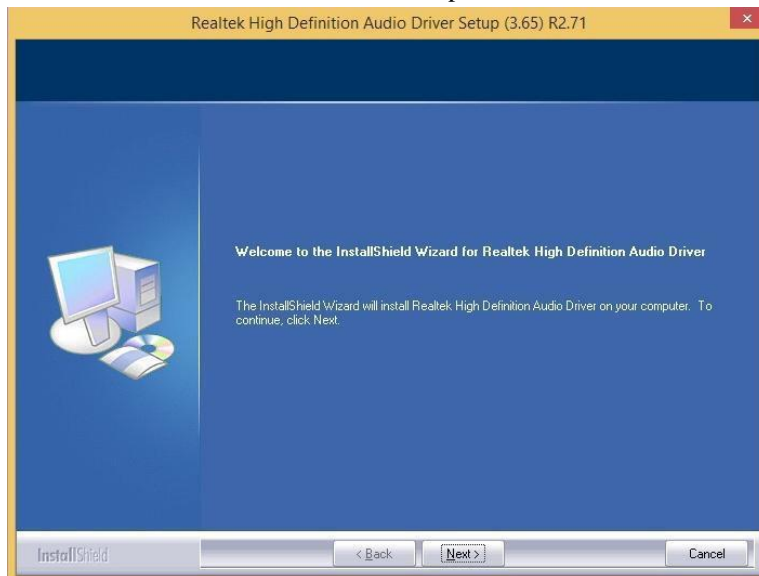 Realtek High Definition Audio Driver Setup (3.65) R2.71
Welcome to the InstallShield Wizard for Realtek High Definition Audio Driver
The InstallShield Wizard will install Realtek High Definition Audio Driver on your computer. To
continue, click Next.
InstallShield
< Back
Next >
Cancel